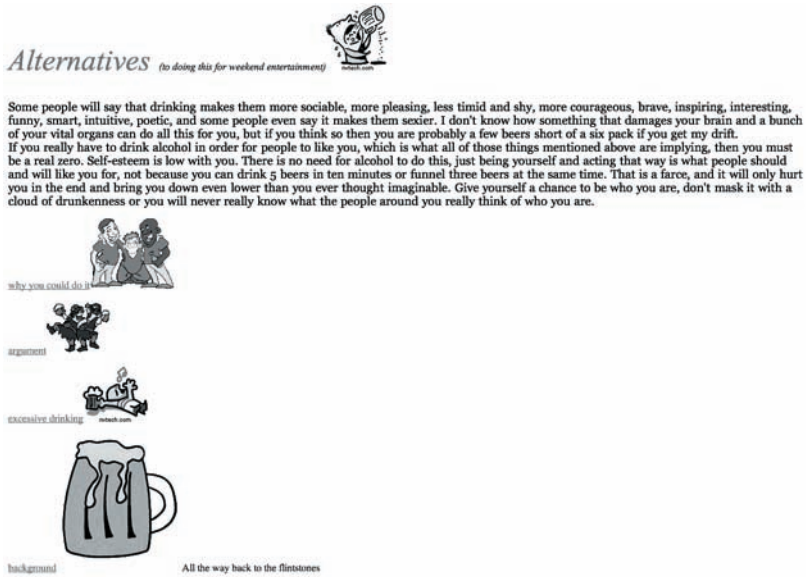 Alternatives (to doing this for weekend entertainment)
nvtech.com
Some people will say that drinking makes them more sociable, more pleasing, less timid and shy, more courageous, brave, inspiring, interesting,
funny, smart, intuitive, poetic, and some people even say it makes them sexier. I don't know how something that damages your brain and a bunch
of your vital organs can do all this for you, but if you think so then you are probably a few beers short of a six pack if you get my drift.
If you really have to drink alcohol in order for people to like you, which is what all of those things mentioned above are implying, then you must
be a real zero. Self-esteem is low with you. There is no need for alcohol to do this, just being yourself and acting that way is what people should
and will like you for, not because you can drink 5 beers in ten minutes or funnel three beers at the same time. That is a farce, and it will only hurt
you in the end and bring you down even lower than you ever thought imaginable. Give yourself a chance to be who you are, don't mask it with a
cloud of drunkenness or you will never really know what the people around you really think of who you are.
why you could do it
argument
excessive drinking
nvtech.com
background
All the way back to the flintstones